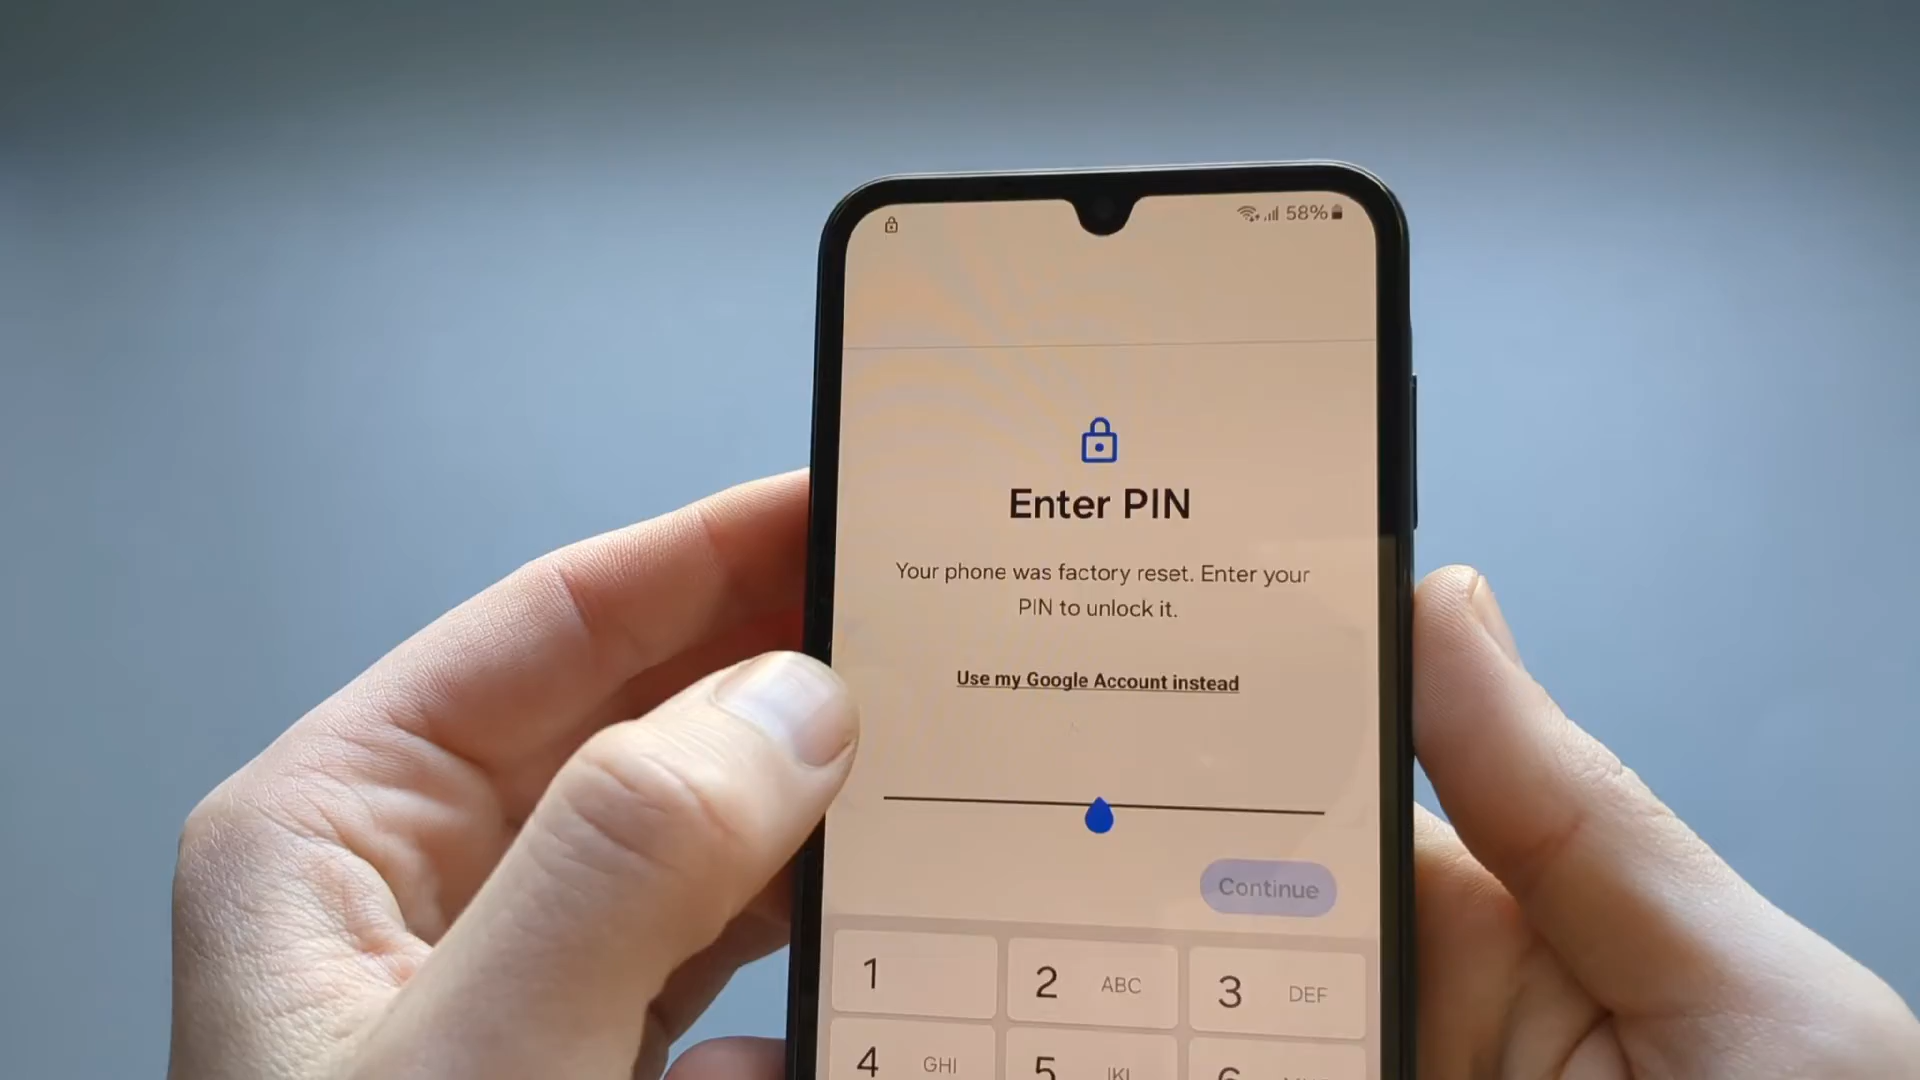 58%
Enter PIN
Your phone was factory reset. Enter your
PIN to unlock it.
Use my Google Account instead
Continue
1 2 ABC 3 DEF
4 GHI 5 JKL